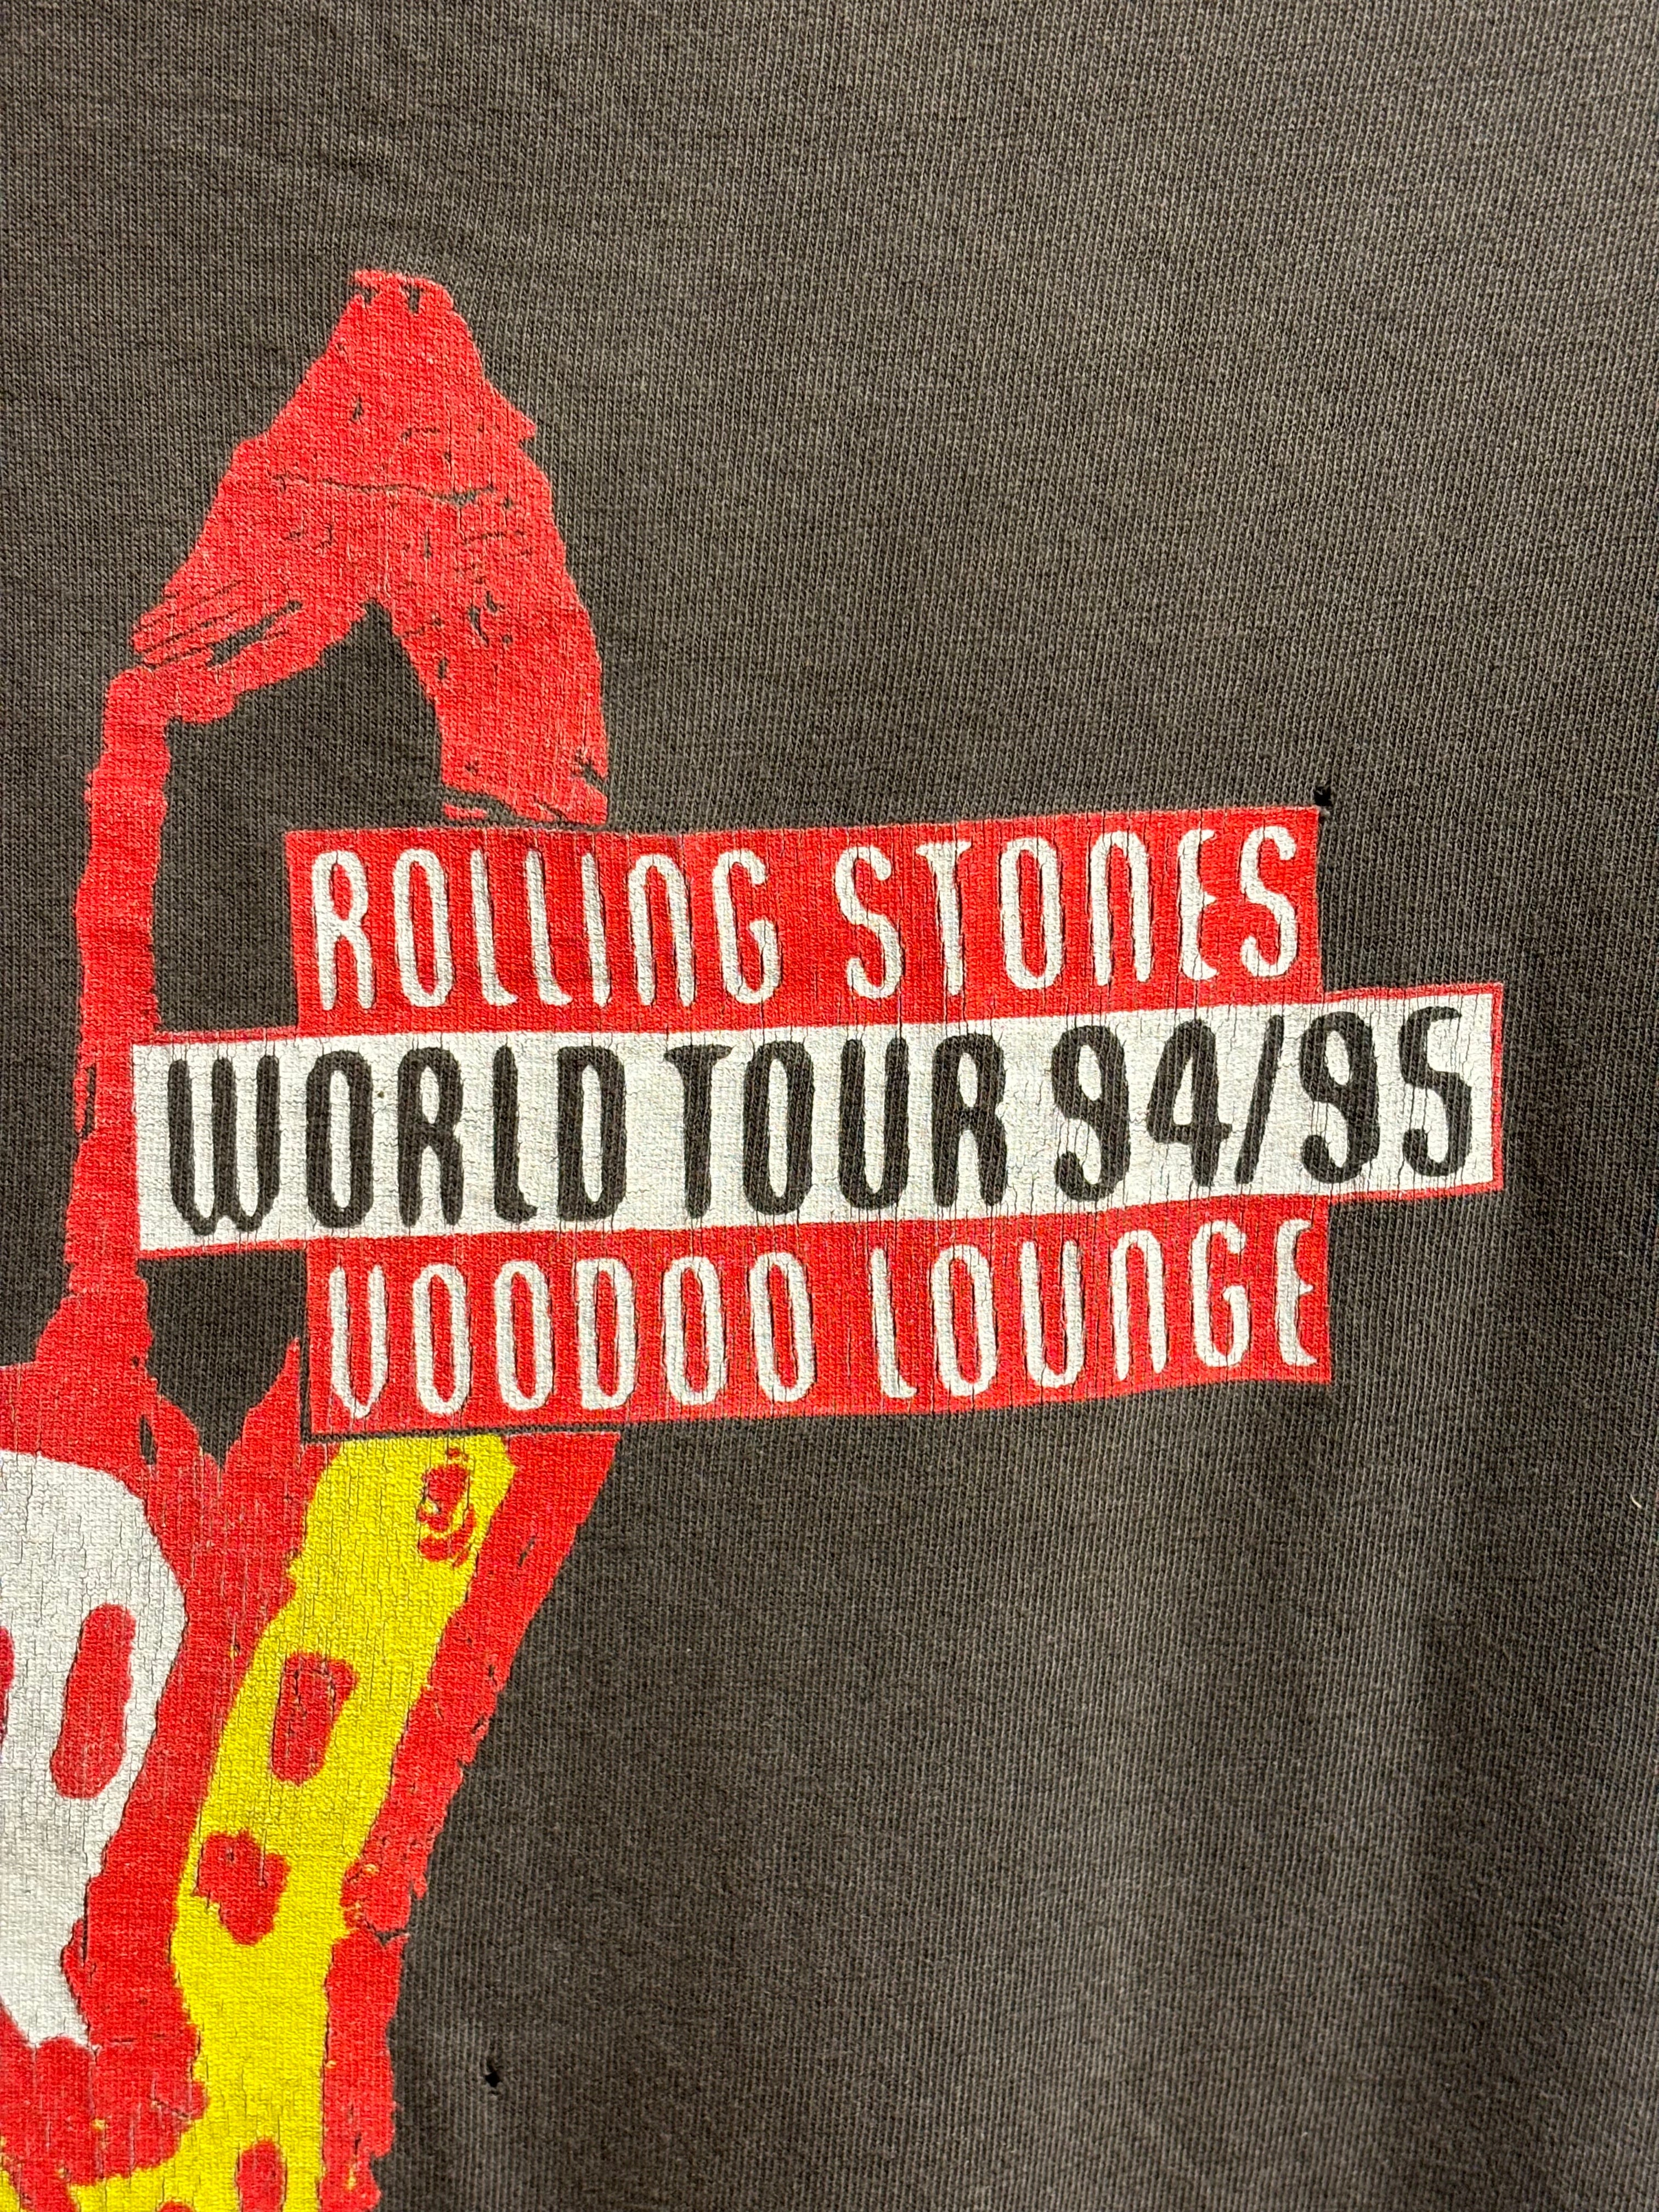 ROLLING STONES
WORLD TOUR 94/95
VOODOO LOUNGE